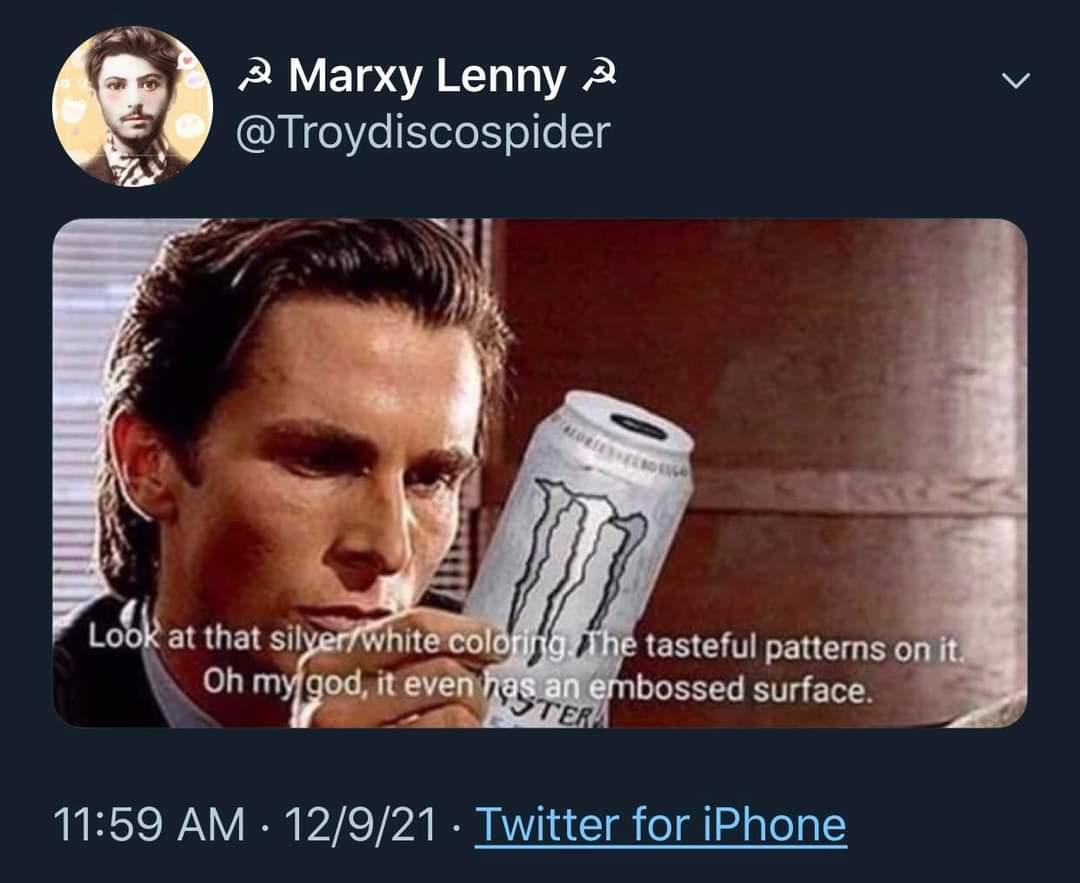 ☭ Marxy Lenny ☭
@Troydiscospider
Look at that silver/white coloring. The tasteful patterns on it.
Oh my god, it even has an embossed surface.
STER
11:59 AM · 12/9/21 · Twitter for iPhone